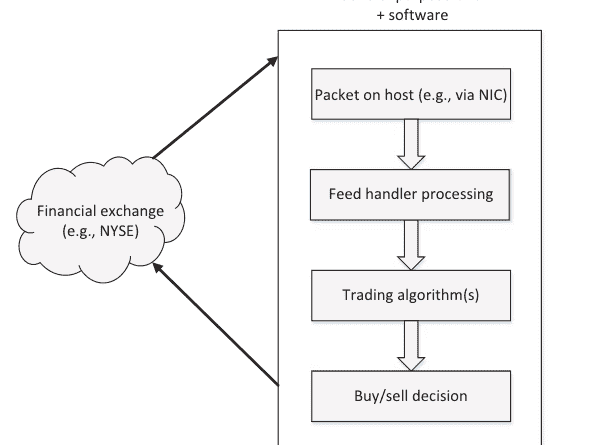 + software
Packet on host (e.g., via NIC)
Feed handler processing
Financial exchange
(e.g., NYSE)
Trading algorithm(s)
Buy/sell decision